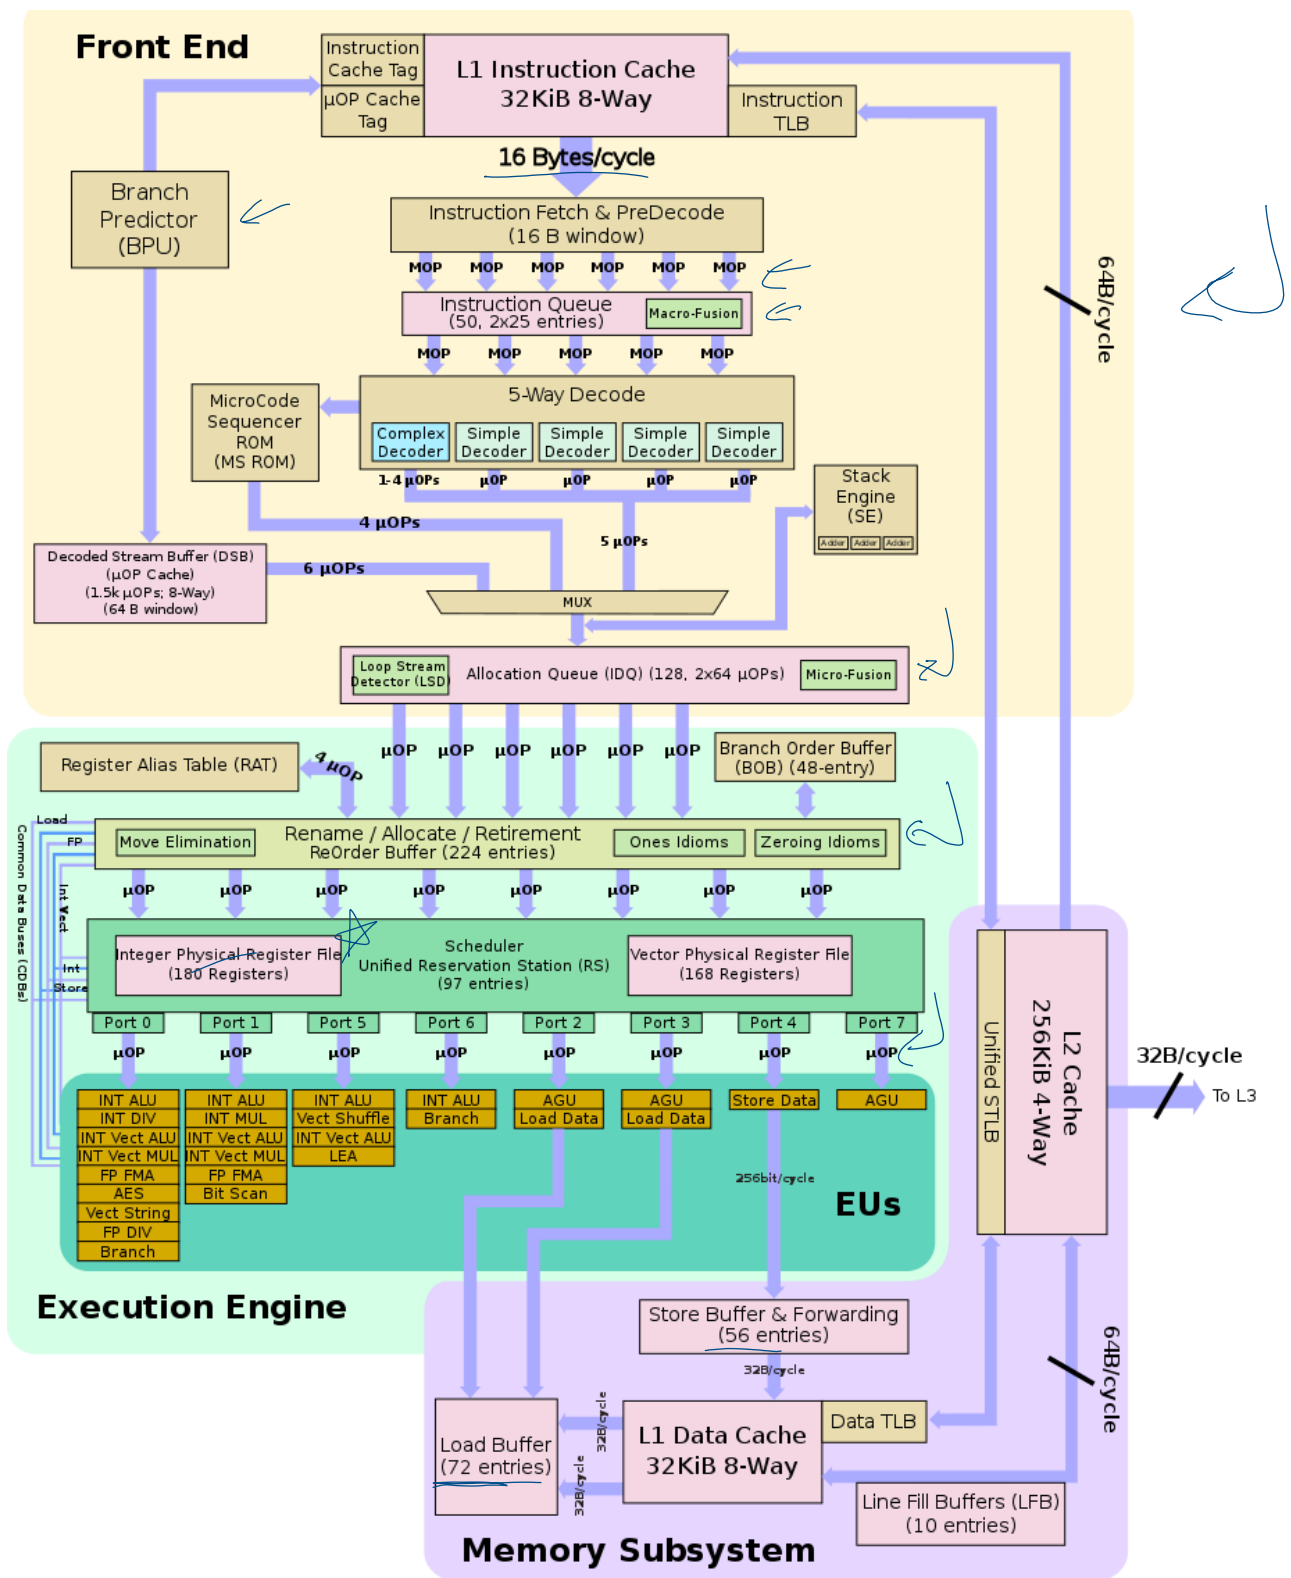 Front End
Instruction
Cache Tag
µOP Cache
Tag
L1 Instruction Cache
32KiB 8-Way
Instruction
TLB
16 Bytes/cycle
Branch
Predictor
(BPU)
Instruction Fetch & PreDecode
(16 B window)
MOP MOP MOP MOP MOP MOP
Instruction Queue
(50, 2x25 entries)
Macro-Fusion
64B/cycle
MOP MOP MOP MOP MOP
5-Way Decode
MicroCode
Sequencer
ROM
(MS ROM)
Complex
Decoder
Simple
Decoder
Simple
Decoder
Simple
Decoder
Simple
Decoder
1-4 µOPs µOP µOP µOP µOP
Stack
Engine
(SE)
Adder Adder Adder
4 µOPs
5 µOPs
Decoded Stream Buffer (DSB)
(µOP Cache)
(1.5k µOPs; 8-Way)
(64 B window)
6 µOPs
MUX
Loop Stream
Detector (LSD)
Allocation Queue (IDQ) (128, 2x64 µOPs)
Micro-Fusion
Register Alias Table (RAT)
4 µOP
µOP µOP µOP µOP µOP µOP
Branch Order Buffer
(BOB) (48-entry)
Common Data Buses (CDBs)
Load
FP
Int Vect
Int
Store
Move Elimination
Rename / Allocate / Retirement
ReOrder Buffer (224 entries)
Ones Idioms
Zeroing Idioms
µOP µOP µOP µOP µOP µOP µOP µOP
Integer Physical Register File
(180 Registers)
Scheduler
Unified Reservation Station (RS)
(97 entries)
Vector Physical Register File
(168 Registers)
Port 0 Port 1 Port 5 Port 6 Port 2 Port 3 Port 4 Port 7
µOP µOP µOP µOP µOP µOP µOP µOP
INT ALU
INT DIV
INT Vect ALU
INT Vect MUL
FP FMA
AES
Vect String
FP DIV
Branch
INT ALU
INT MUL
INT Vect ALU
INT Vect MUL
FP FMA
Bit Scan
INT ALU
Vect Shuffle
INT Vect ALU
LEA
INT ALU
Branch
AGU
Load Data
AGU
Load Data
Store Data
AGU
256bit/cycle
EUs
Execution Engine
Unified STLB
L2 Cache
256KiB 4-Way
32B/cycle
To L3
Store Buffer & Forwarding
(56 entries)
32B/cycle
64B/cycle
Load Buffer
(72 entries)
32B/cycle
32B/cycle
L1 Data Cache
32KiB 8-Way
Data TLB
Line Fill Buffers (LFB)
(10 entries)
Memory Subsystem